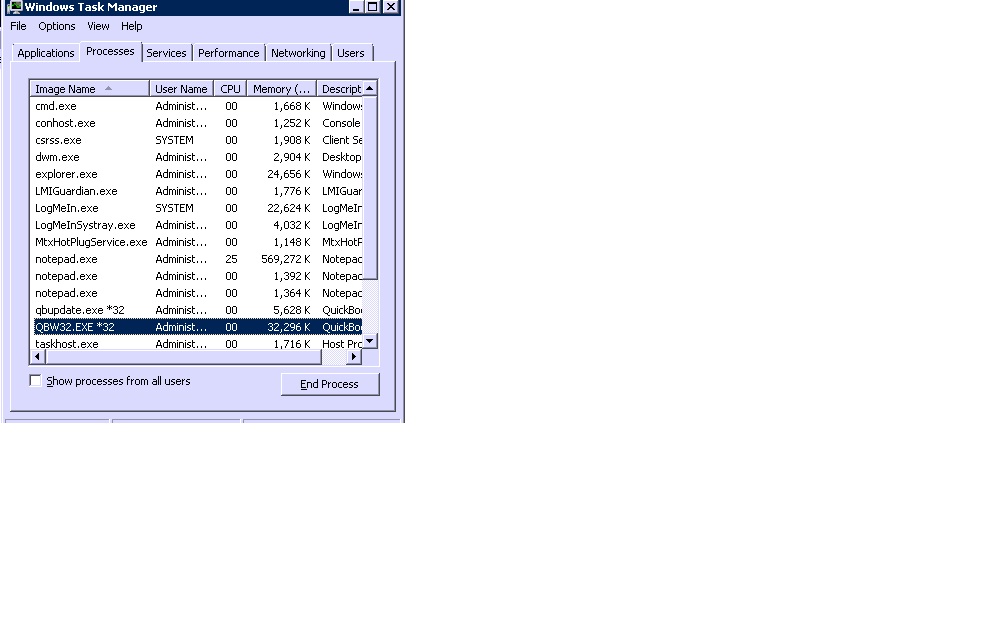 Windows Task Manager
File Options View Help
Applications Processes Services Performance Networking Users
Image Name User Name CPU Memory (... Descript
cmd.exe Administ... 00 1,668 K Windows
conhost.exe Administ... 00 1,252 K Console
csrss.exe SYSTEM 00 1,908 K Client Se
dwm.exe Administ... 00 2,904 K Desktop
explorer.exe Administ... 00 24,656 K Windows
LMIGuardian.exe Administ... 00 1,776 K LMIGuar
LogMeIn.exe SYSTEM 00 22,624 K LogMeIn
LogMeInSystray.exe Administ... 00 4,032 K LogMeIn
MtxHotPlugService.exe Administ... 00 1,148 K MtxHotP
notepad.exe Administ... 25 569,272 K Notepad
notepad.exe Administ... 00 1,392 K Notepad
notepad.exe Administ... 00 1,364 K Notepad
qbupdate.exe *32 Administ... 00 5,628 K QuickBoo
QBW32.EXE *32 Administ... 00 32,296 K QuickBoo
taskhost.exe Administ... 00 1,716 K Host Pro
Show processes from all users
End Process